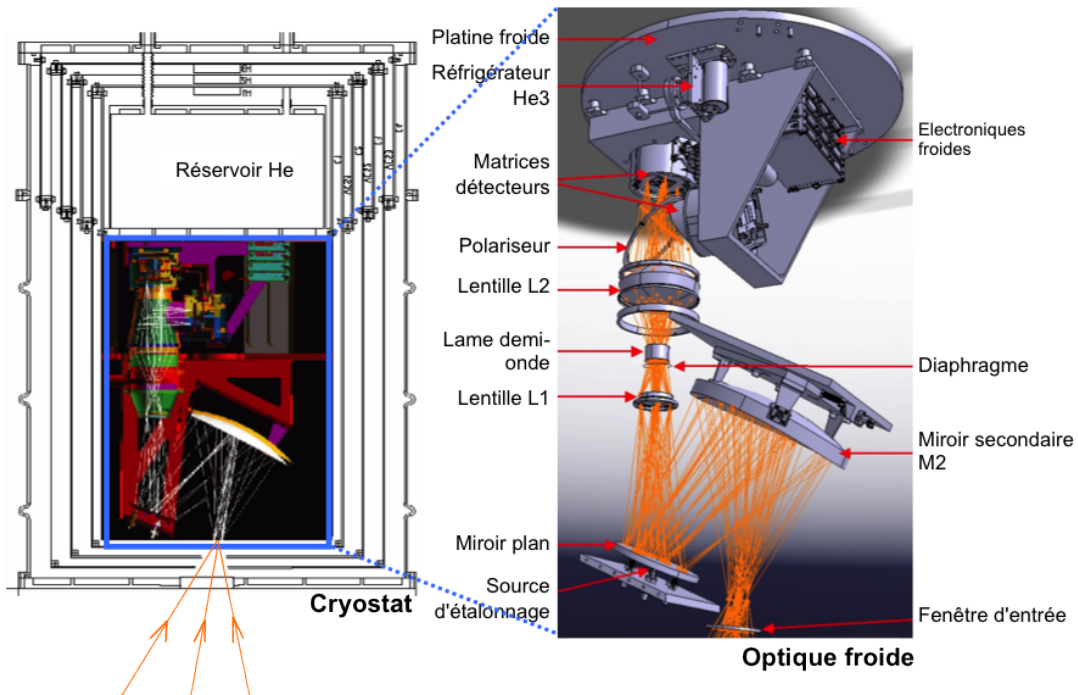 Réservoir He
Cryostat
Platine froide
Réfrigérateur
He3
Matrices
détecteurs
Polariseur
Lentille L2
Lame demi-
onde
Lentille L1
Miroir plan
Source
d'étalonnage
Electroniques
froides
Diaphragme
Miroir secondaire
M2
Fenêtre d'entrée
Optique froide